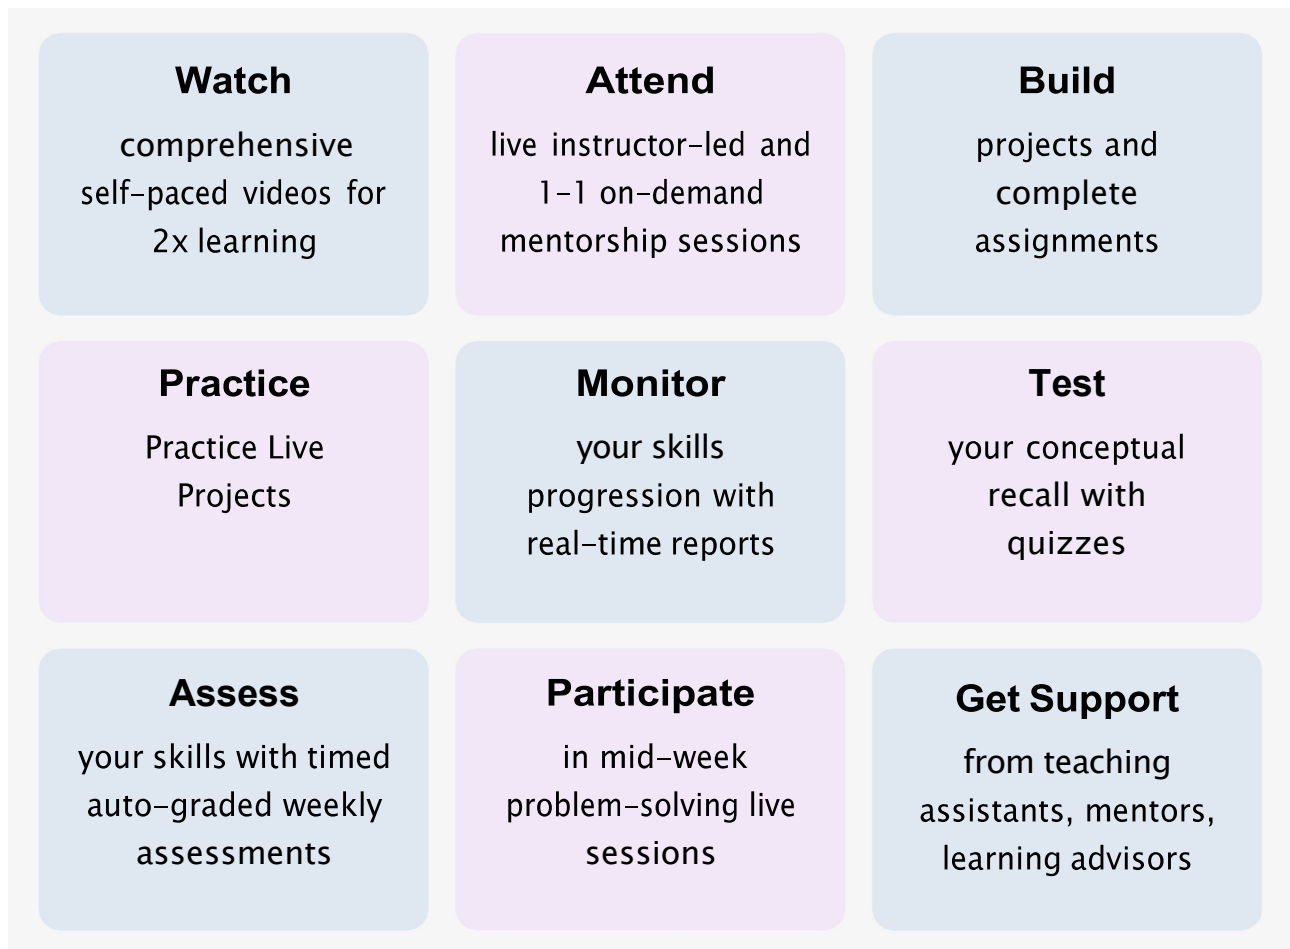 Watch
comprehensive
self-paced videos for
2x learning
Attend
live instructor-led and
1-1 on-demand
mentorship sessions
Build
projects and
complete
assignments
Practice
Practice Live
Projects
Monitor
your skills
progression with
real-time reports
Test
your conceptual
recall with
quizzes
Assess
your skills with timed
auto-graded weekly
assessments
Participate
in mid-week
problem-solving live
sessions
Get Support
from teaching
assistants, mentors,
learning advisors